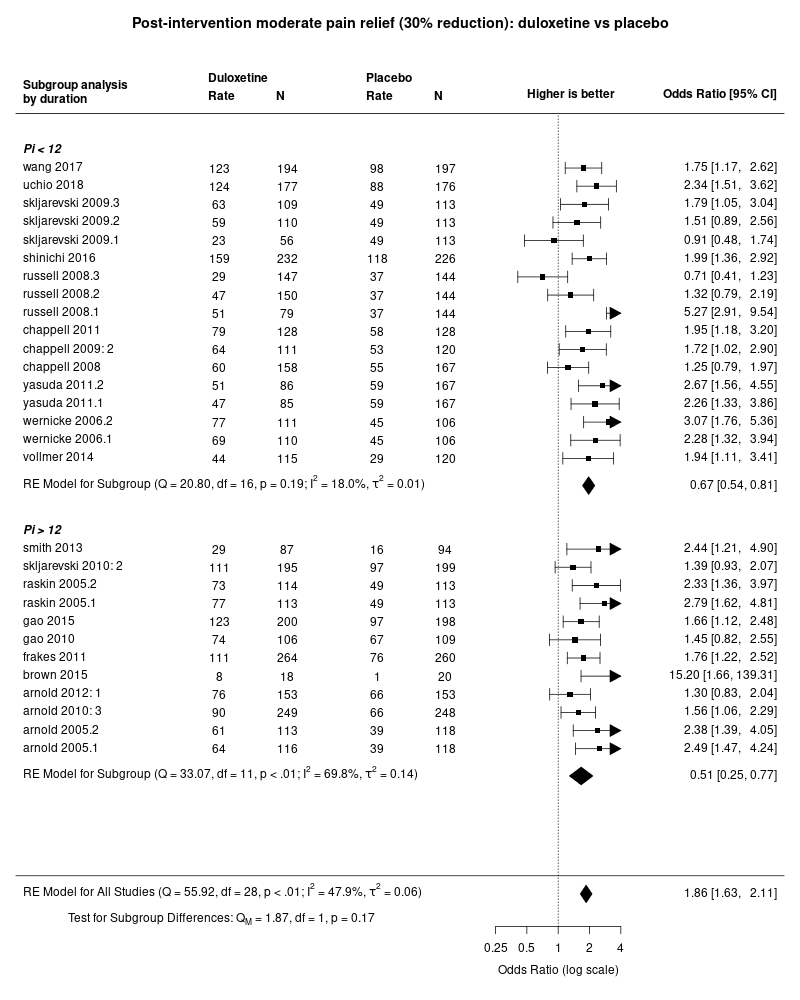 Post-intervention moderate pain relief (30% reduction): duloxetine vs placebo
Duloxetine Placebo
Subgroup analysis by duration Rate N Rate N Higher is better Odds Ratio [95% CI]
Pi < 12
wang 2017 123 194 98 197 1.75 [1.17, 2.62]
uchio 2018 124 177 88 176 2.34 [1.51, 3.62]
skljarevski 2009.3 63 109 49 113 1.79 [1.05, 3.04]
skljarevski 2009.2 59 110 49 113 1.51 [0.89, 2.56]
skljarevski 2009.1 23 56 49 113 0.91 [0.48, 1.74]
shinichi 2016 159 232 118 226 1.99 [1.36, 2.92]
russell 2008.3 29 147 37 144 0.71 [0.41, 1.23]
russell 2008.2 47 150 37 144 1.32 [0.79, 2.19]
russell 2008.1 51 79 37 144 5.27 [2.91, 9.54]
chappell 2011 79 128 58 128 1.95 [1.18, 3.20]
chappell 2009: 2 64 111 53 120 1.72 [1.02, 2.90]
chappell 2008 60 158 55 167 1.25 [0.79, 1.97]
yasuda 2011.2 51 86 59 167 2.67 [1.56, 4.55]
yasuda 2011.1 47 85 59 167 2.26 [1.33, 3.86]
wernicke 2006.2 77 111 45 106 3.07 [1.76, 5.36]
wernicke 2006.1 69 110 45 106 2.28 [1.32, 3.94]
vollmer 2014 44 115 29 120 1.94 [1.11, 3.41]
RE Model for Subgroup (Q = 20.80, df = 16, p = 0.19; I² = 18.0%, τ² = 0.01) 0.67 [0.54, 0.81]
Pi > 12
smith 2013 29 87 16 94 2.44 [1.21, 4.90]
skljarevski 2010: 2 111 195 97 199 1.39 [0.93, 2.07]
raskin 2005.2 73 114 49 113 2.33 [1.36, 3.97]
raskin 2005.1 77 113 49 113 2.79 [1.62, 4.81]
gao 2015 123 200 97 198 1.66 [1.12, 2.48]
gao 2010 74 106 67 109 1.45 [0.82, 2.55]
frakes 2011 111 264 76 260 1.76 [1.22, 2.52]
brown 2015 8 18 1 20 15.20 [1.66, 139.31]
arnold 2012: 1 76 153 66 153 1.30 [0.83, 2.04]
arnold 2010: 3 90 249 66 248 1.56 [1.06, 2.29]
arnold 2005.2 61 113 39 118 2.38 [1.39, 4.05]
arnold 2005.1 64 116 39 118 2.49 [1.47, 4.24]
RE Model for Subgroup (Q = 33.07, df = 11, p < .01; I² = 69.8%, τ² = 0.14) 0.51 [0.25, 0.77]
RE Model for All Studies (Q = 55.92, df = 28, p < .01; I² = 47.9%, τ² = 0.06) 1.86 [1.63, 2.11]
Test for Subgroup Differences: Q_M = 1.87, df = 1, p = 0.17
0.25 0.5 1 2 4
Odds Ratio (log scale)